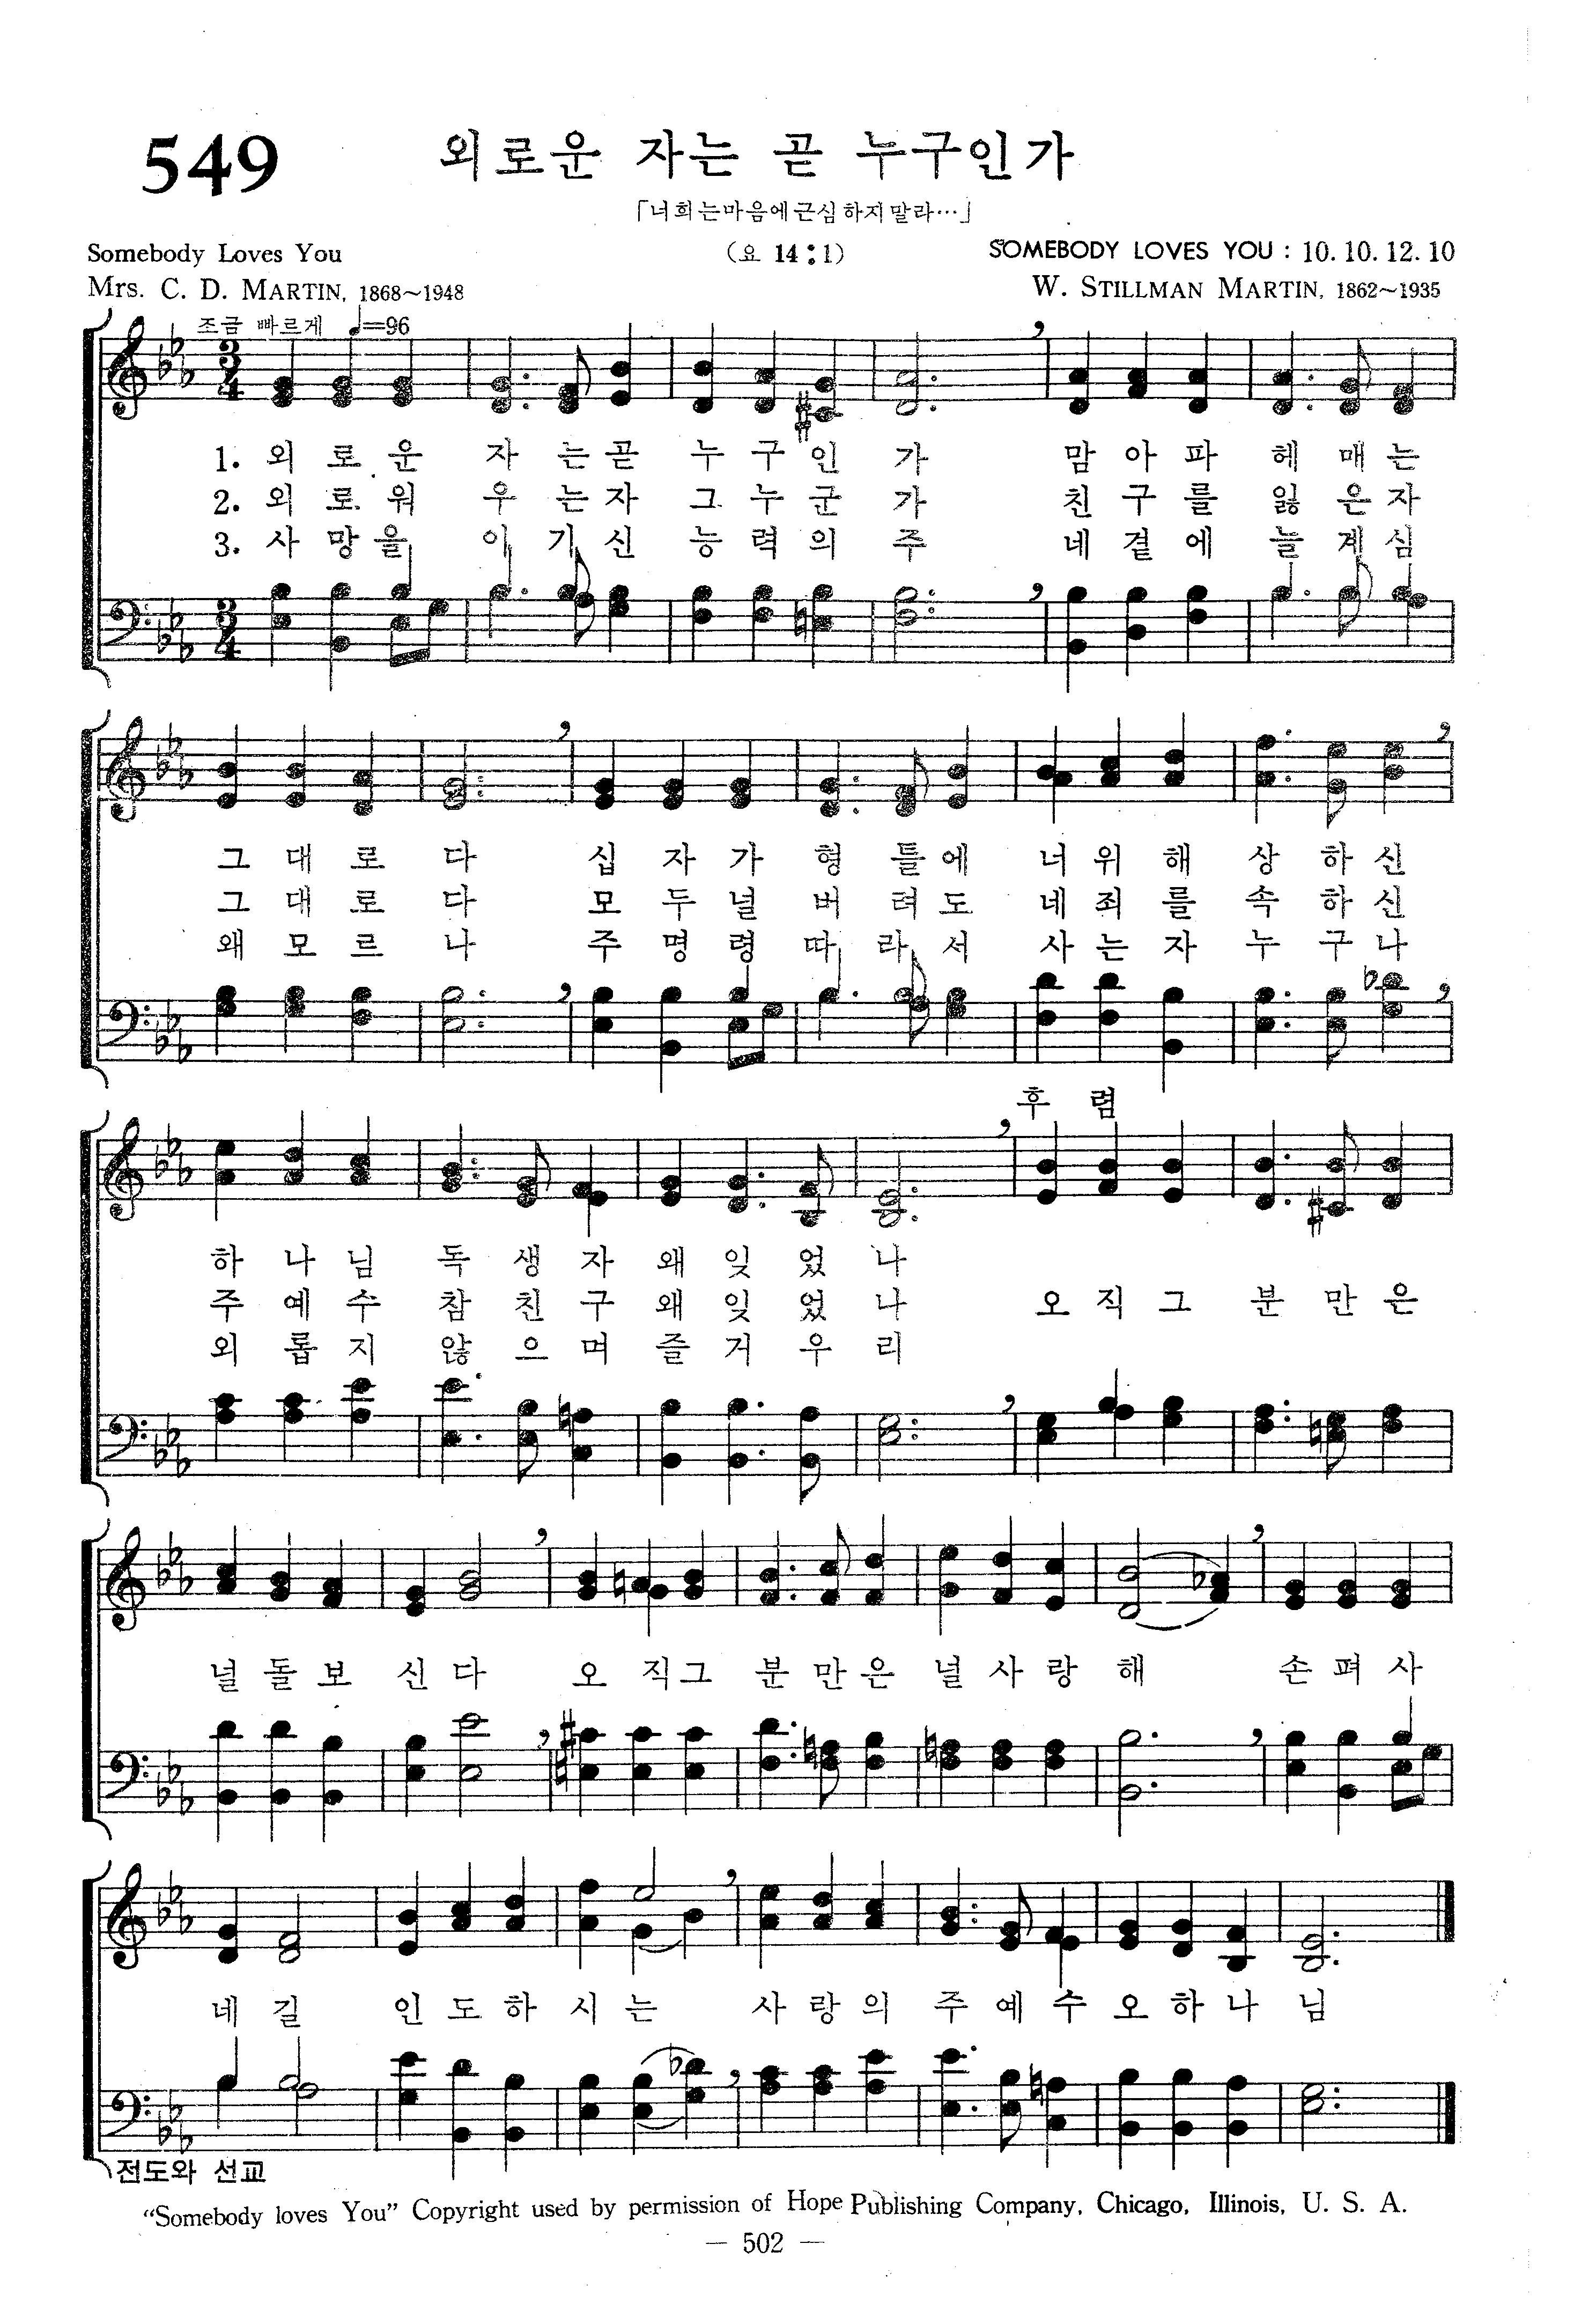 549
외로운 자는 곧 누구인가
「너희는마음에근심하지말라…」
Somebody Loves You
(요 14:1)
SOMEBODY LOVES YOU : 10. 10. 12. 10
Mrs. C. D. MARTIN, 1868~1948
W. STILLMAN MARTIN, 1862~1935
조금 빠르게 ♩=96
3/4
1. 외 로 운 자 는 곧 누 구 인 가 맘 아 파 헤 매 는
2. 외 로 워 우 는 자 그 누 군 가 친 구 를 잃 은 자
3. 사 망 을 이 기 신 능 력 의 주 네 곁 에 늘 계 심
3/4
그 대 로 다 십 자 가 형 틀 에 너 위 해 상 하 신
그 대 로 다 모 두 널 버 려 도 네 죄 를 속 하 신
왜 모 르 나 주 명 령 따 라 서 사 는 자 누 구 나
후 렴
하 나 님 독 생 자 왜 잊 었 나
주 예 수 참 친 구 왜 잊 었 나 오 직 그 분 만 은
외 롭 지 않 으 며 즐 거 우 리
널 돌 보 신 다 오 직 그 분 만 은 널 사 랑 해 손 펴 사
네 길 인 도 하 시 는 사 랑 의 주 예 수 오 하 나 님
전도와 선교
“Somebody loves You” Copyright used by permission of Hope Publishing Company, Chicago, Illinois, U. S. A.
— 502 —